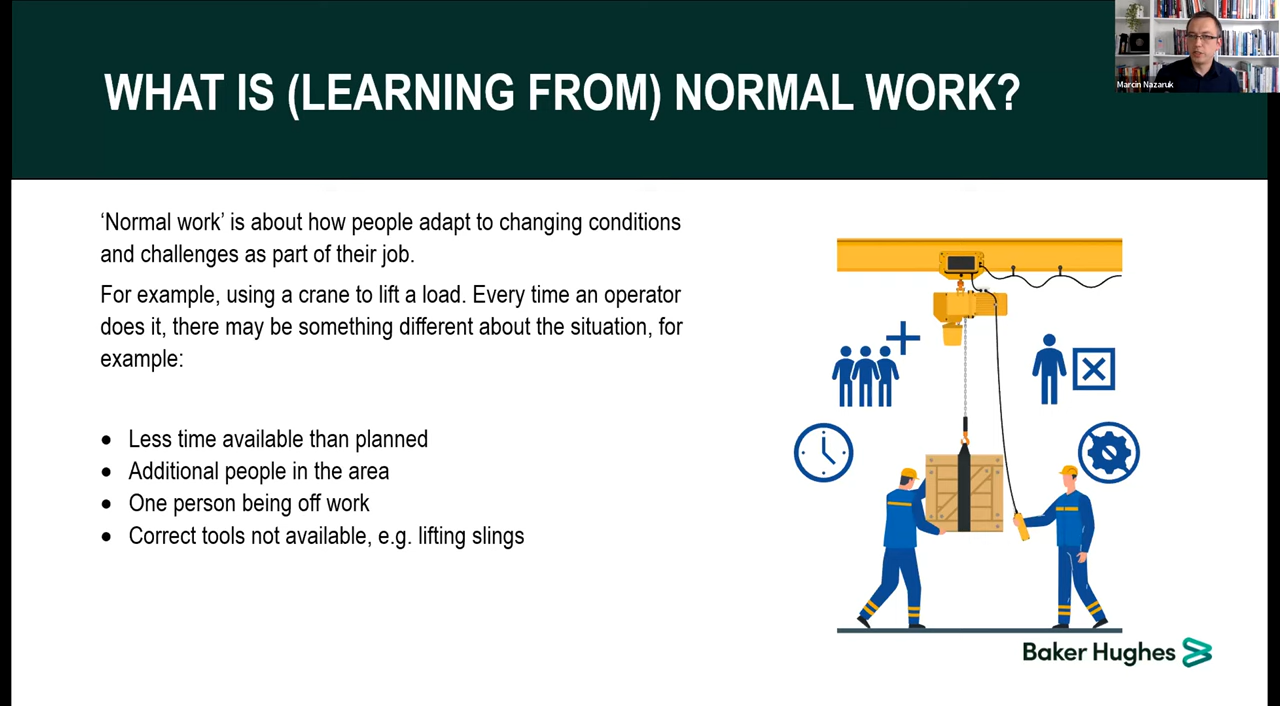 WHAT IS (LEARNING FROM) NORMAL WORK?
Marcin Nazaruk
‘Normal work’ is about how people adapt to changing conditions
and challenges as part of their job.
For example, using a crane to lift a load. Every time an operator
does it, there may be something different about the situation, for
example:
• Less time available than planned
• Additional people in the area
• One person being off work
• Correct tools not available, e.g. lifting slings
Baker Hughes